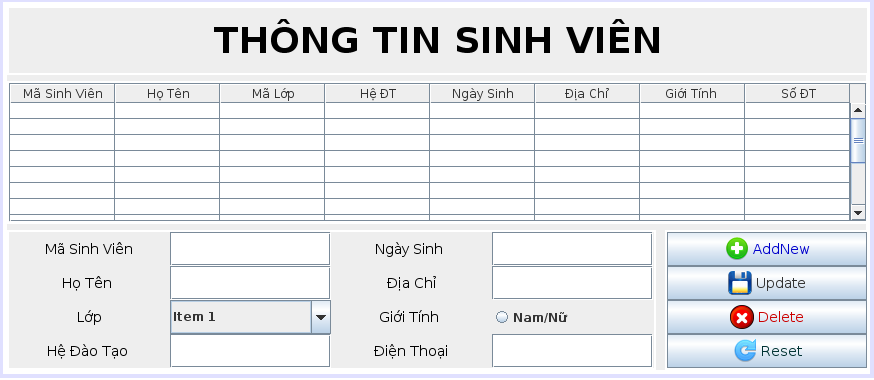 THÔNG TIN SINH VIÊN
Mã Sinh Viên Họ Tên Mã Lớp Hệ ĐT Ngày Sinh Địa Chỉ Giới Tính Số ĐT
Mã Sinh Viên Ngày Sinh AddNew
Họ Tên Địa Chỉ Update
Lớp Item 1 Giới Tính Nam/Nữ Delete
Hệ Đào Tạo Điện Thoại Reset